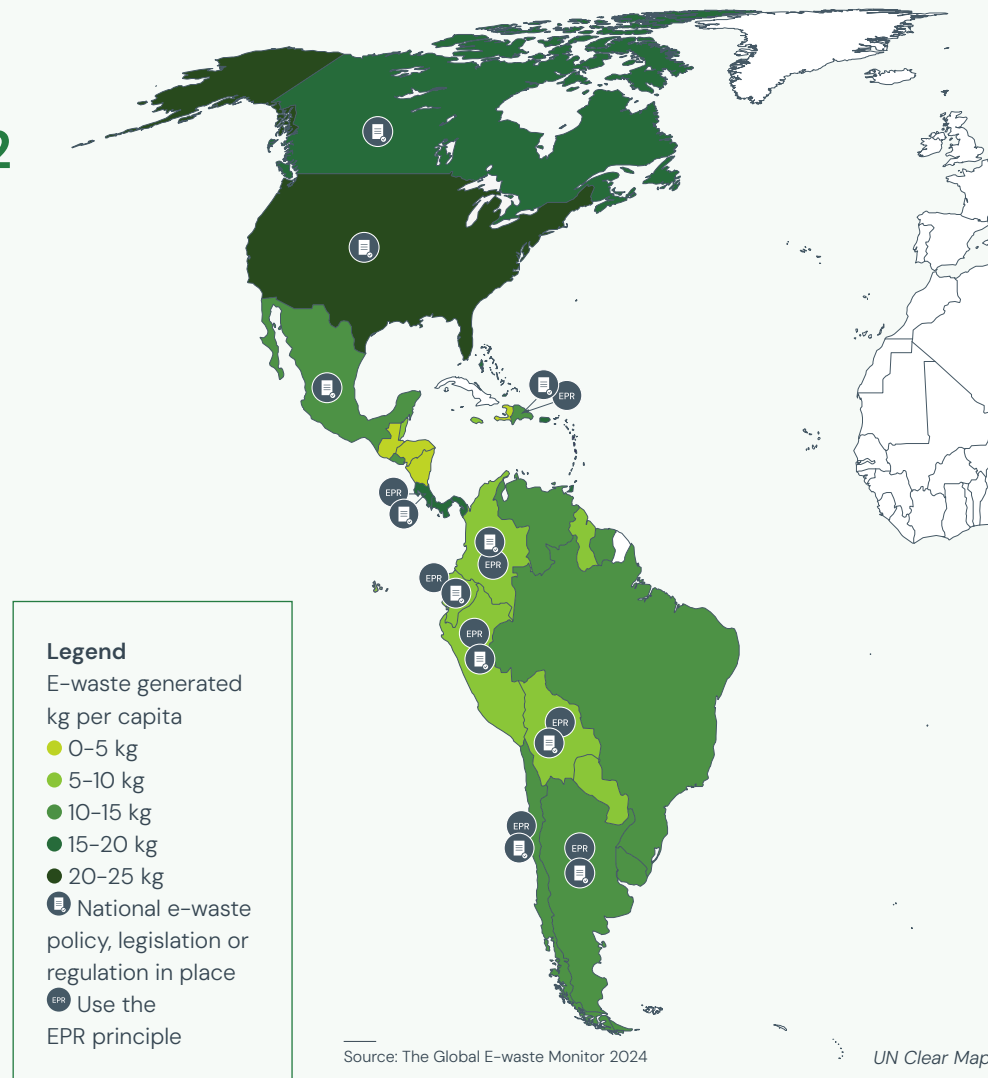 2
EPR
EPR
EPR
EPR
EPR
EPR
EPR
EPR
Legend
E-waste generated
kg per capita
0-5 kg
5-10 kg
10-15 kg
15-20 kg
20-25 kg
National e-waste
policy, legislation or
regulation in place
EPR Use the
EPR principle
Source: The Global E-waste Monitor 2024
UN Clear Map